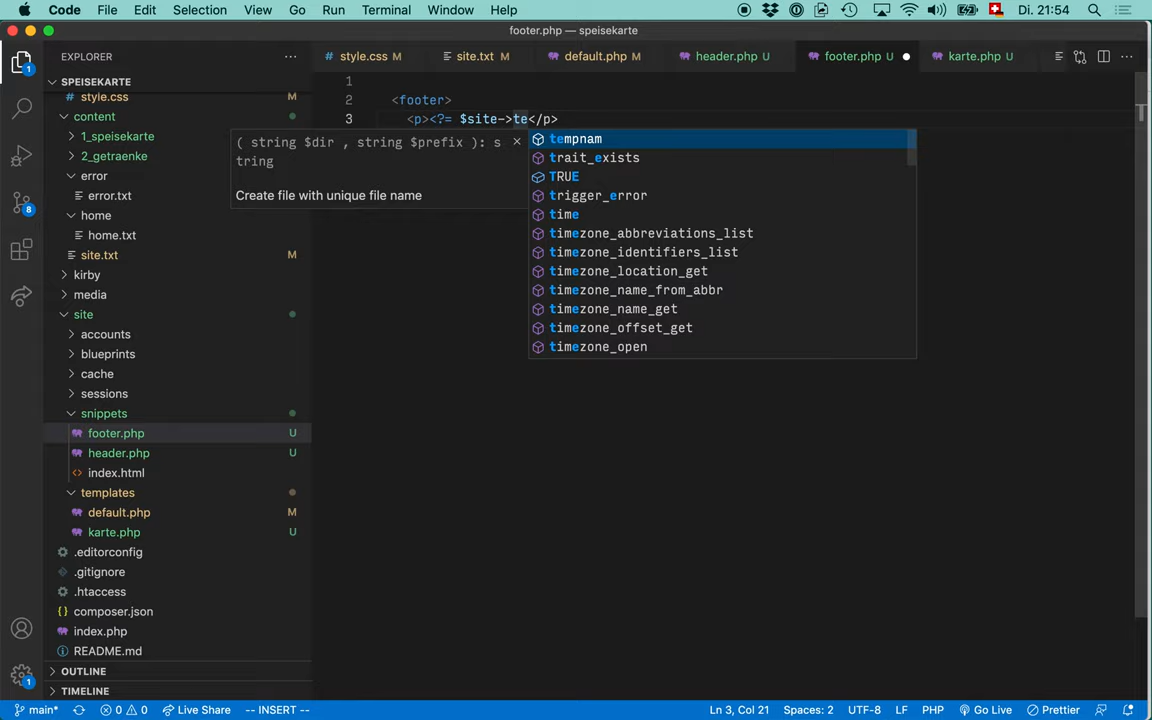 Code File Edit Selection View Go Run Terminal Window Help Di. 21:54
footer.php — speisekarte
EXPLORER
style.css M site.txt M default.php M header.php U footer.php U karte.php U
SPEISEKARTE
style.css M
content
1_speisekarte
2_getraenke
error
error.txt
home
home.txt
site.txt M
kirby
media
site
accounts
blueprints
cache
sessions
snippets
footer.php U
header.php U
index.html
templates
default.php M
karte.php U
.editorconfig
.gitignore
.htaccess
composer.json
index.php
README.md
OUTLINE
TIMELINE
1
2 <footer>
3 <p><?= $site->te</p>
( string $dir , string $prefix ): s
tring
Create file with unique file name
tempnam
trait_exists
TRUE
trigger_error
time
timezone_abbreviations_list
timezone_identifiers_list
timezone_location_get
timezone_name_from_abbr
timezone_name_get
timezone_offset_get
timezone_open
1
8
1
main* 0 0 Live Share -- INSERT -- Ln 3, Col 21 Spaces: 2 UTF-8 LF PHP Go Live Prettier